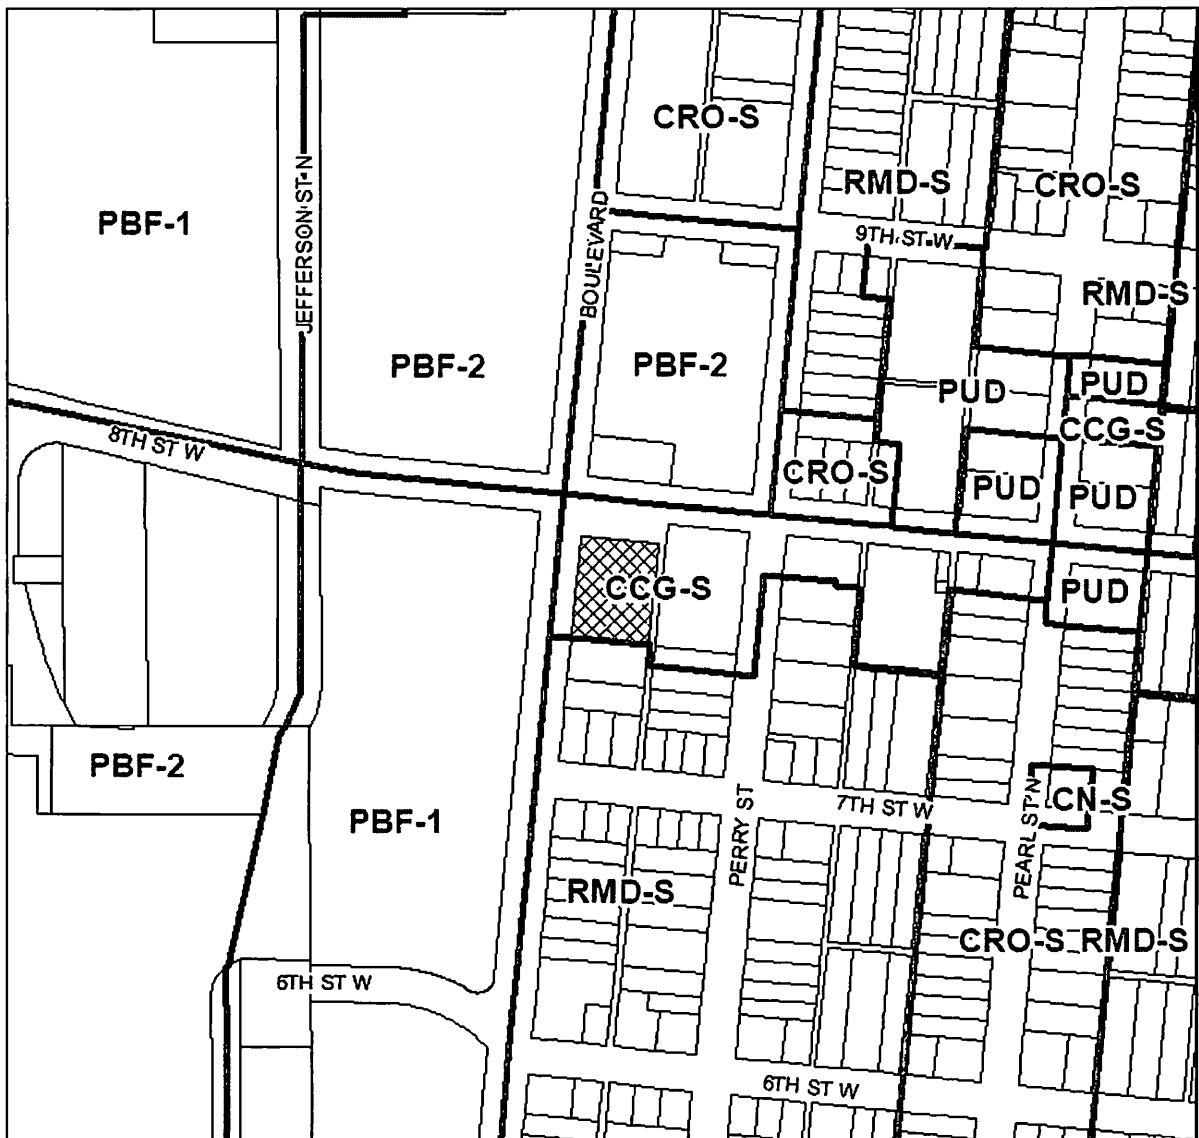 CRO-S
RMD-S
CRO-S
PBF-1
JEFFERSON ST N
BOULEVARD
9TH ST W
RMD-S
PBF-2
PBF-2
PUD
PUD
CCG-S
8TH ST W
CRO-S
PUD
PUD
CCG-S
PUD
PBF-2
PBF-1
PERRY ST
7TH ST W
PEARL ST N
CN-S
RMD-S
CRO-S
RMD-S
6TH ST W
6TH ST W